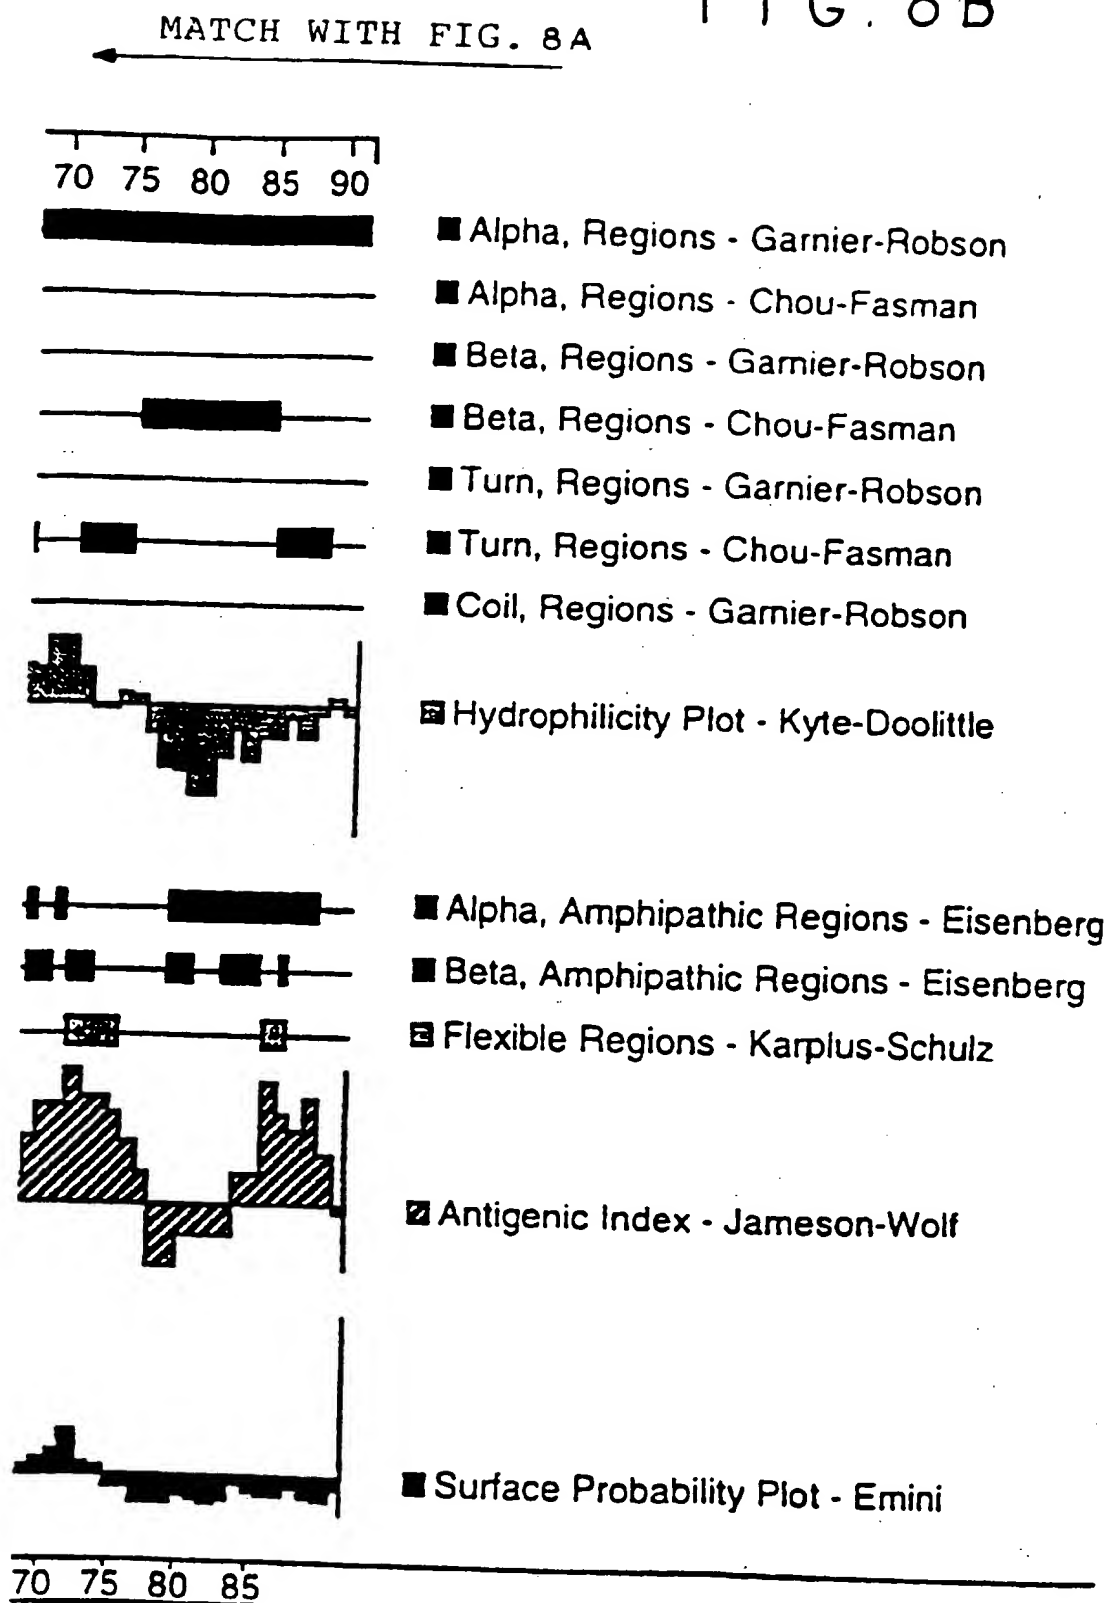 FIG. 8B
MATCH WITH FIG. 8A
70 75 80 85 90
Alpha, Regions - Garnier-Robson
Alpha, Regions - Chou-Fasman
Beta, Regions - Garnier-Robson
Beta, Regions - Chou-Fasman
Turn, Regions - Garnier-Robson
Turn, Regions - Chou-Fasman
Coil, Regions - Garnier-Robson
Hydrophilicity Plot - Kyte-Doolittle
Alpha, Amphipathic Regions - Eisenberg
Beta, Amphipathic Regions - Eisenberg
Flexible Regions - Karplus-Schulz
Antigenic Index - Jameson-Wolf
Surface Probability Plot - Emini
70 75 80 85